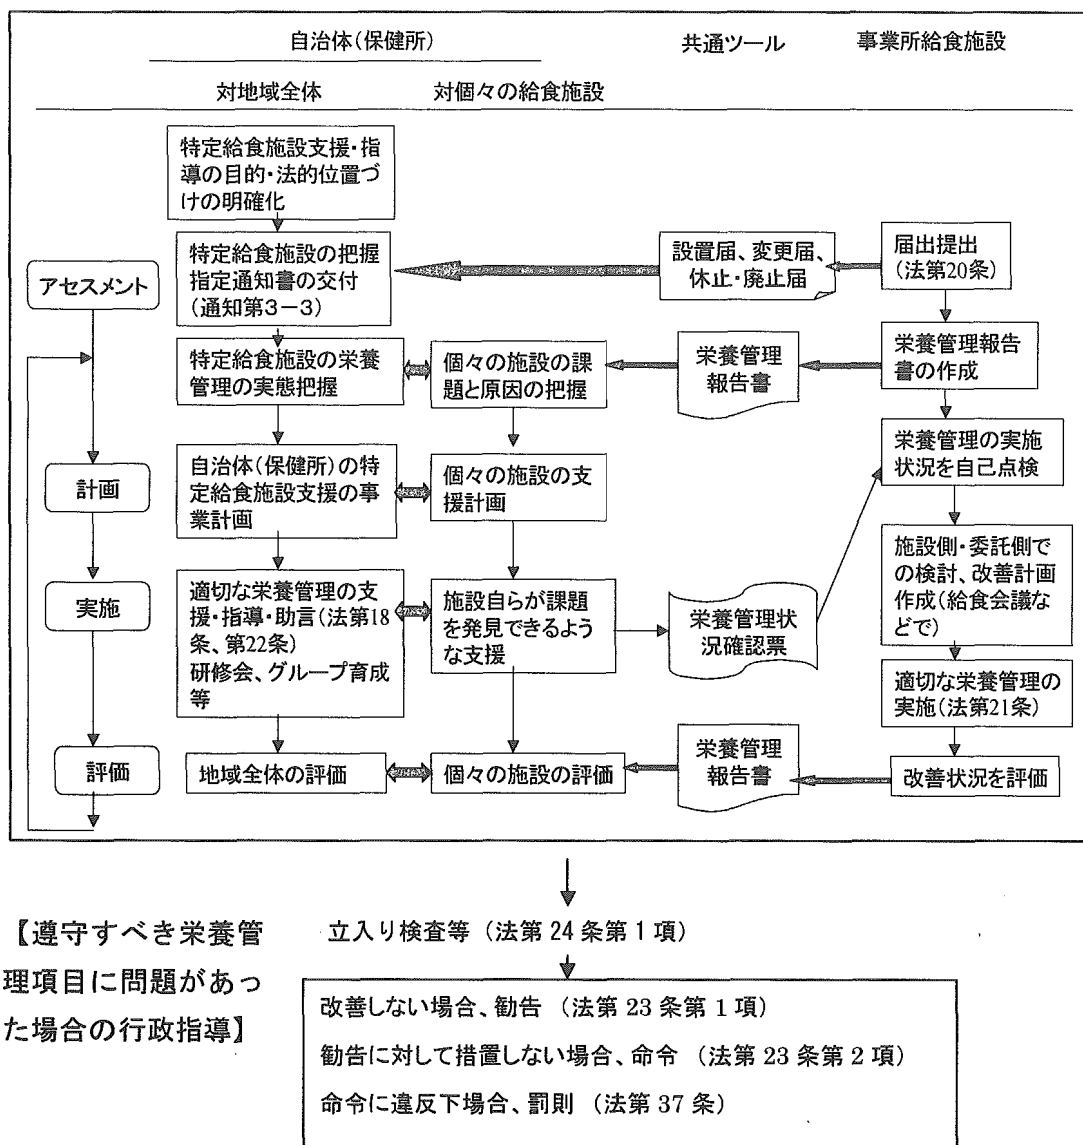 自治体(保健所)
共通ツール
事業所給食施設
対地域全体
対個々の給食施設
特定給食施設支援・指
導の目的・法的位置づ
けの明確化
アセスメント
特定給食施設の把握
指定通知書の交付
(通知第3-3)
設置届、変更届、
休止・廃止届
届出提出
(法第20条)
特定給食施設の栄養
管理の実態把握
個々の施設の課
題と原因の把握
栄養管理
報告書
栄養管理報告
書の作成
栄養管理の実施
状況を自己点検
計画
自治体(保健所)の特
定給食施設支援の事
業計画
個々の施設の支
援計画
施設側・委託側で
の検討、改善計画
作成(給食会議な
どで)
実施
適切な栄養管理の支
援・指導・助言(法第18
条、第22条)
研修会、グループ育成
等
施設自らが課題
を発見できるよう
な支援
栄養管理状
況確認票
適切な栄養管理の
実施(法第21条)
評価
地域全体の評価
個々の施設の評価
栄養管理
報告書
改善状況を評価
【遵守すべき栄養管
理項目に問題があっ
た場合の行政指導】
立入り検査等 (法第 24 条第 1 項)
改善しない場合、勧告 (法第 23 条第 1 項)
勧告に対して措置しない場合、命令 (法第 23 条第 2 項)
命令に違反下場合、罰則 (法第 37 条)